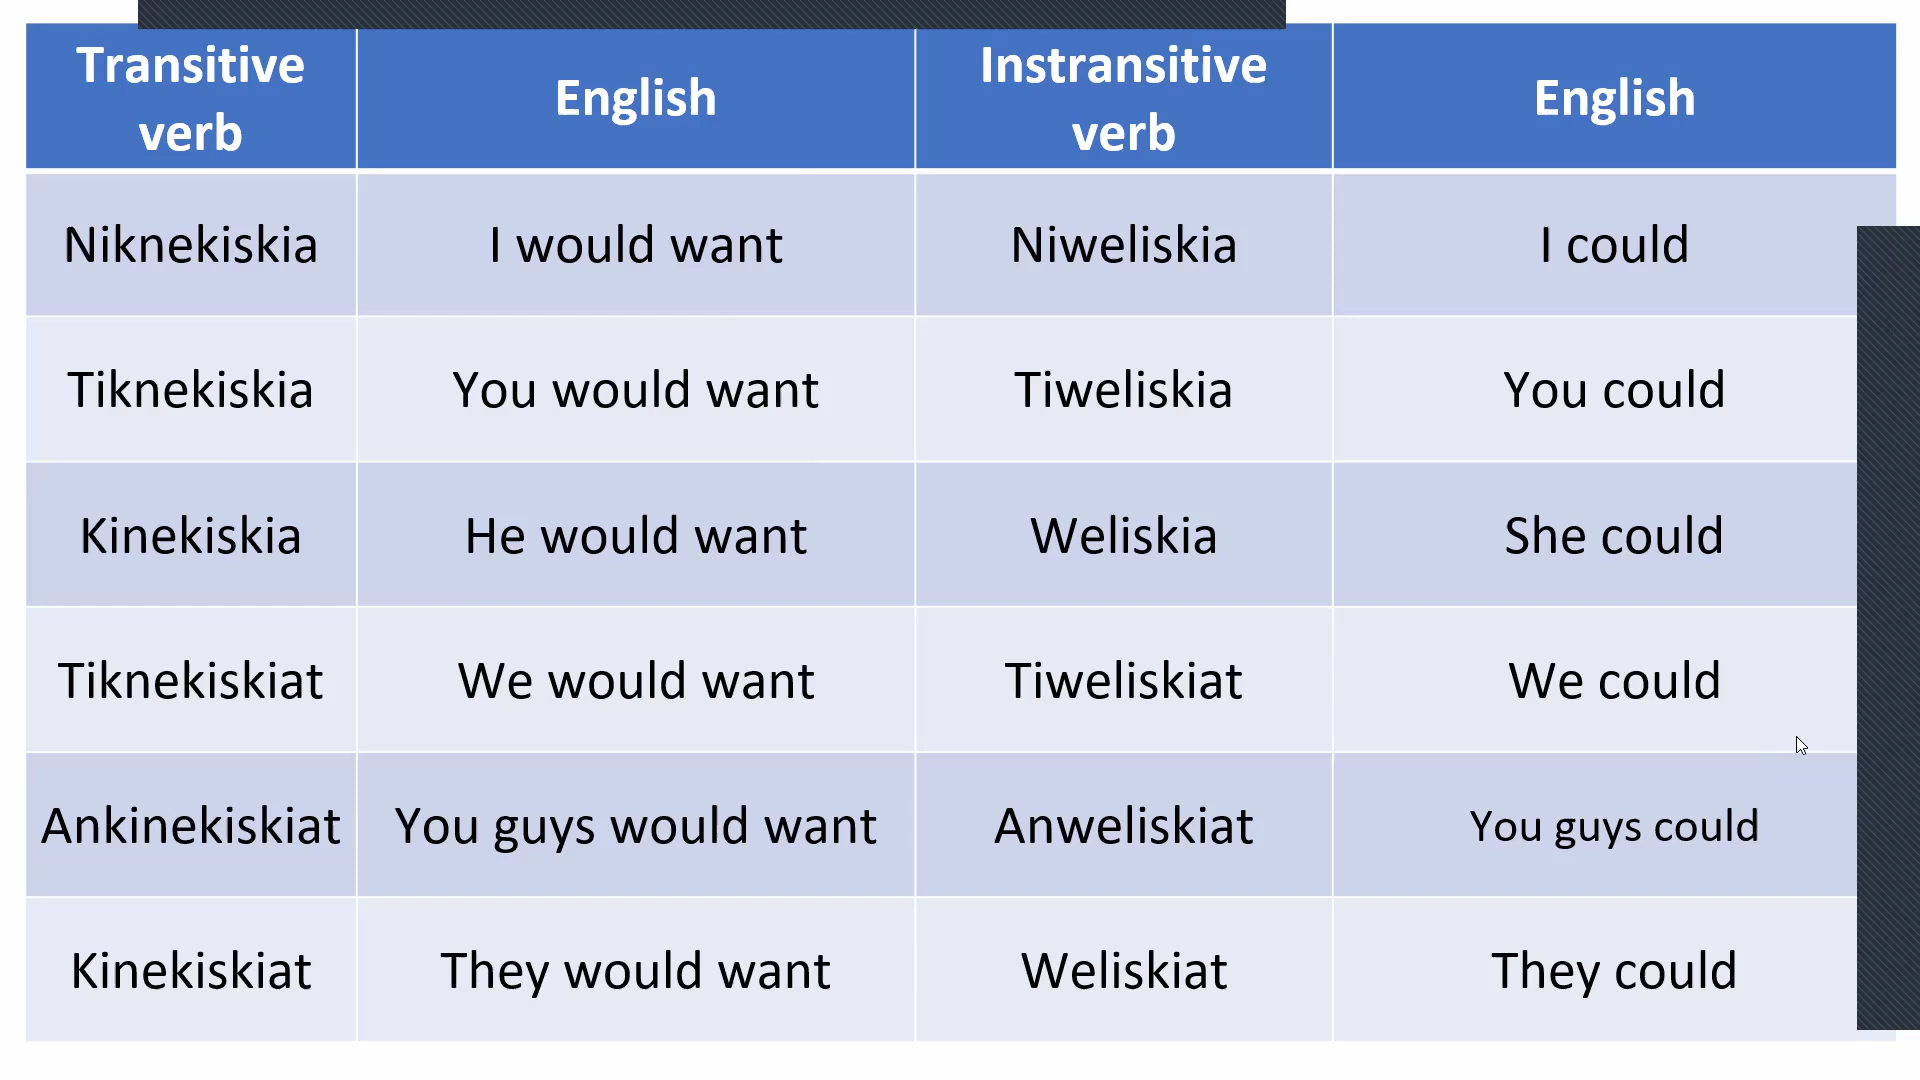 Transitive verb English Instransitive verb English
Niknekiskia I would want Niweliskia I could
Tiknekiskia You would want Tiweliskia You could
Kinekiskia He would want Weliskia She could
Tiknekiskiat We would want Tiweliskiat We could
Ankinekiskiat You guys would want Anweliskiat You guys could
Kinekiskiat They would want Weliskiat They could